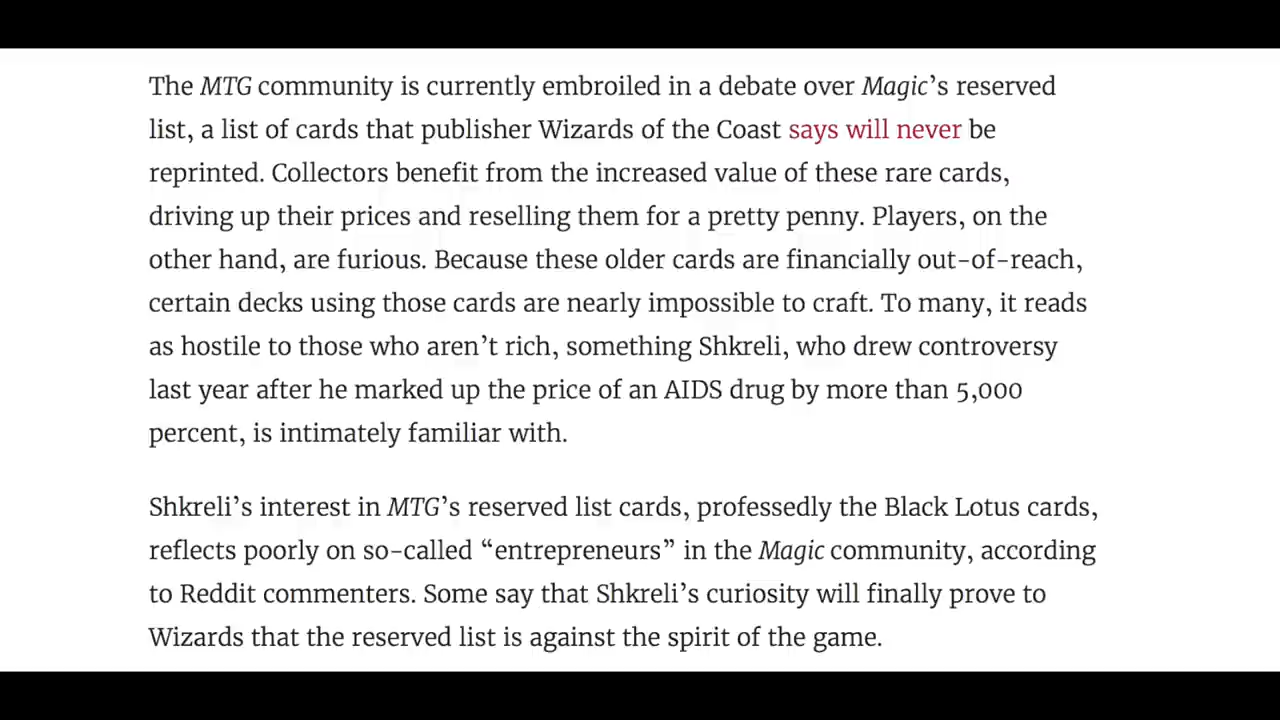 The MTG community is currently embroiled in a debate over Magic’s reserved
list, a list of cards that publisher Wizards of the Coast says will never be
reprinted. Collectors benefit from the increased value of these rare cards,
driving up their prices and reselling them for a pretty penny. Players, on the
other hand, are furious. Because these older cards are financially out-of-reach,
certain decks using those cards are nearly impossible to craft. To many, it reads
as hostile to those who aren’t rich, something Shkreli, who drew controversy
last year after he marked up the price of an AIDS drug by more than 5,000
percent, is intimately familiar with.
Shkreli’s interest in MTG’s reserved list cards, professedly the Black Lotus cards,
reflects poorly on so-called “entrepreneurs” in the Magic community, according
to Reddit commenters. Some say that Shkreli’s curiosity will finally prove to
Wizards that the reserved list is against the spirit of the game.